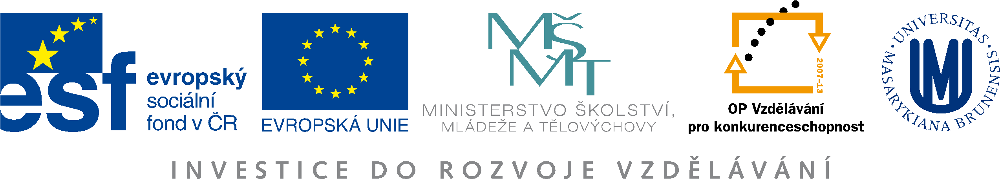 esf
evropský
sociální
fond v ČR
EVROPSKÁ UNIE
MŠMT
MINISTERSTVO ŠKOLSTVÍ,
MLÁDEŽE A TĚLOVÝCHOVY
2007-13
OP Vzdělávání
pro konkurenceschopnost
UNIVERSITAS
MASARYKIANA BRUNENSIS
MU
INVESTICE DO ROZVOJE VZDĚLÁVÁNÍ